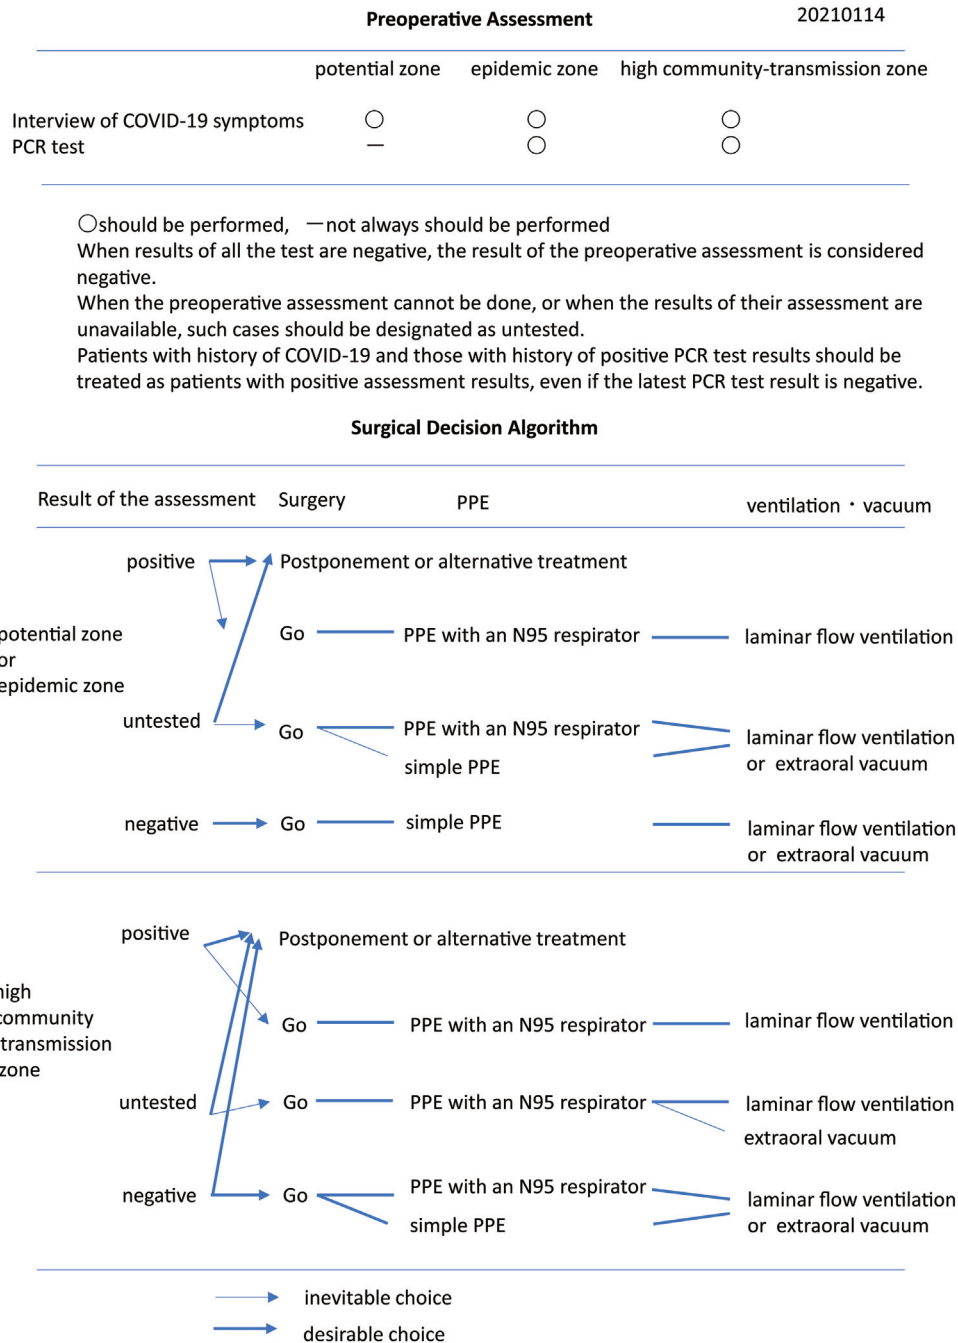 Preoperative Assessment 20210114
potential zone epidemic zone high community-transmission zone
Interview of COVID-19 symptoms ○ ○ ○
PCR test — ○ ○
○should be performed, —not always should be performed
When results of all the test are negative, the result of the preoperative assessment is considered
negative.
When the preoperative assessment cannot be done, or when the results of their assessment are
unavailable, such cases should be designated as untested.
Patients with history of COVID-19 and those with history of positive PCR test results should be
treated as patients with positive assessment results, even if the latest PCR test result is negative.
Surgical Decision Algorithm
Result of the assessment Surgery PPE ventilation・vacuum
positive Postponement or alternative treatment
potential zone
or
epidemic zone
Go PPE with an N95 respirator laminar flow ventilation
untested Go PPE with an N95 respirator
simple PPE
laminar flow ventilation
or extraoral vacuum
negative Go simple PPE laminar flow ventilation
or extraoral vacuum
positive Postponement or alternative treatment
high
community
transmission
zone
Go PPE with an N95 respirator laminar flow ventilation
untested Go PPE with an N95 respirator laminar flow ventilation
extraoral vacuum
negative Go PPE with an N95 respirator
simple PPE
laminar flow ventilation
or extraoral vacuum
inevitable choice
desirable choice